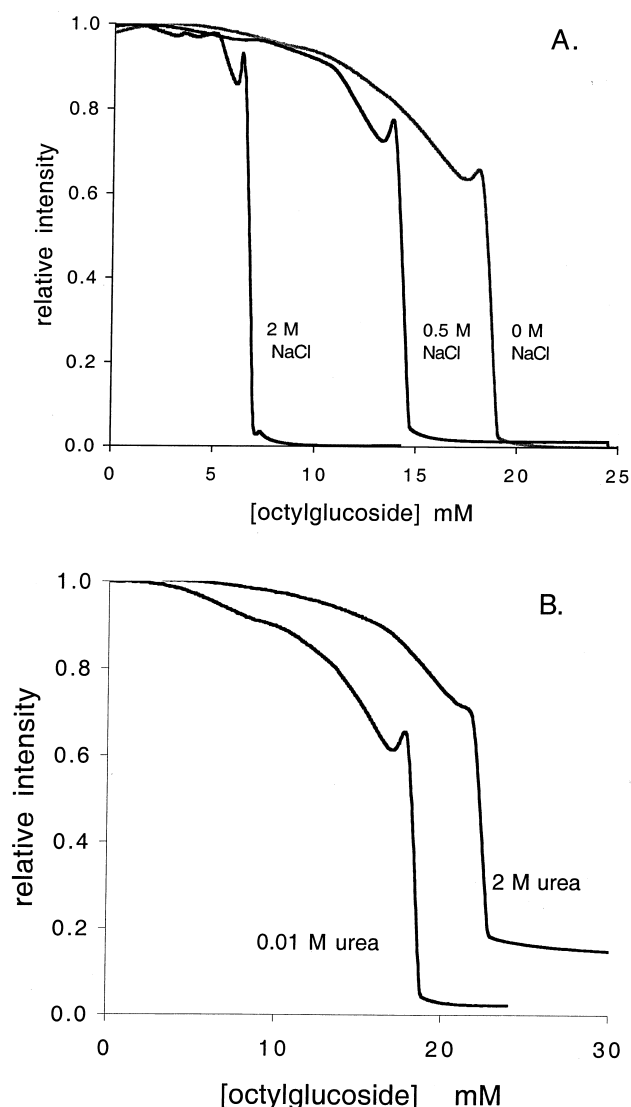 A.
1.0
0.8
0.6
0.4
0.2
0.0
relative intensity
2 M
NaCl
0.5 M
NaCl
0 M
NaCl
0 5 10 15 20 25
[octylglucoside] mM
B.
1.0
0.8
0.6
0.4
0.2
0.0
relative intensity
2 M urea
0.01 M urea
0 10 20 30
[octylglucoside] mM